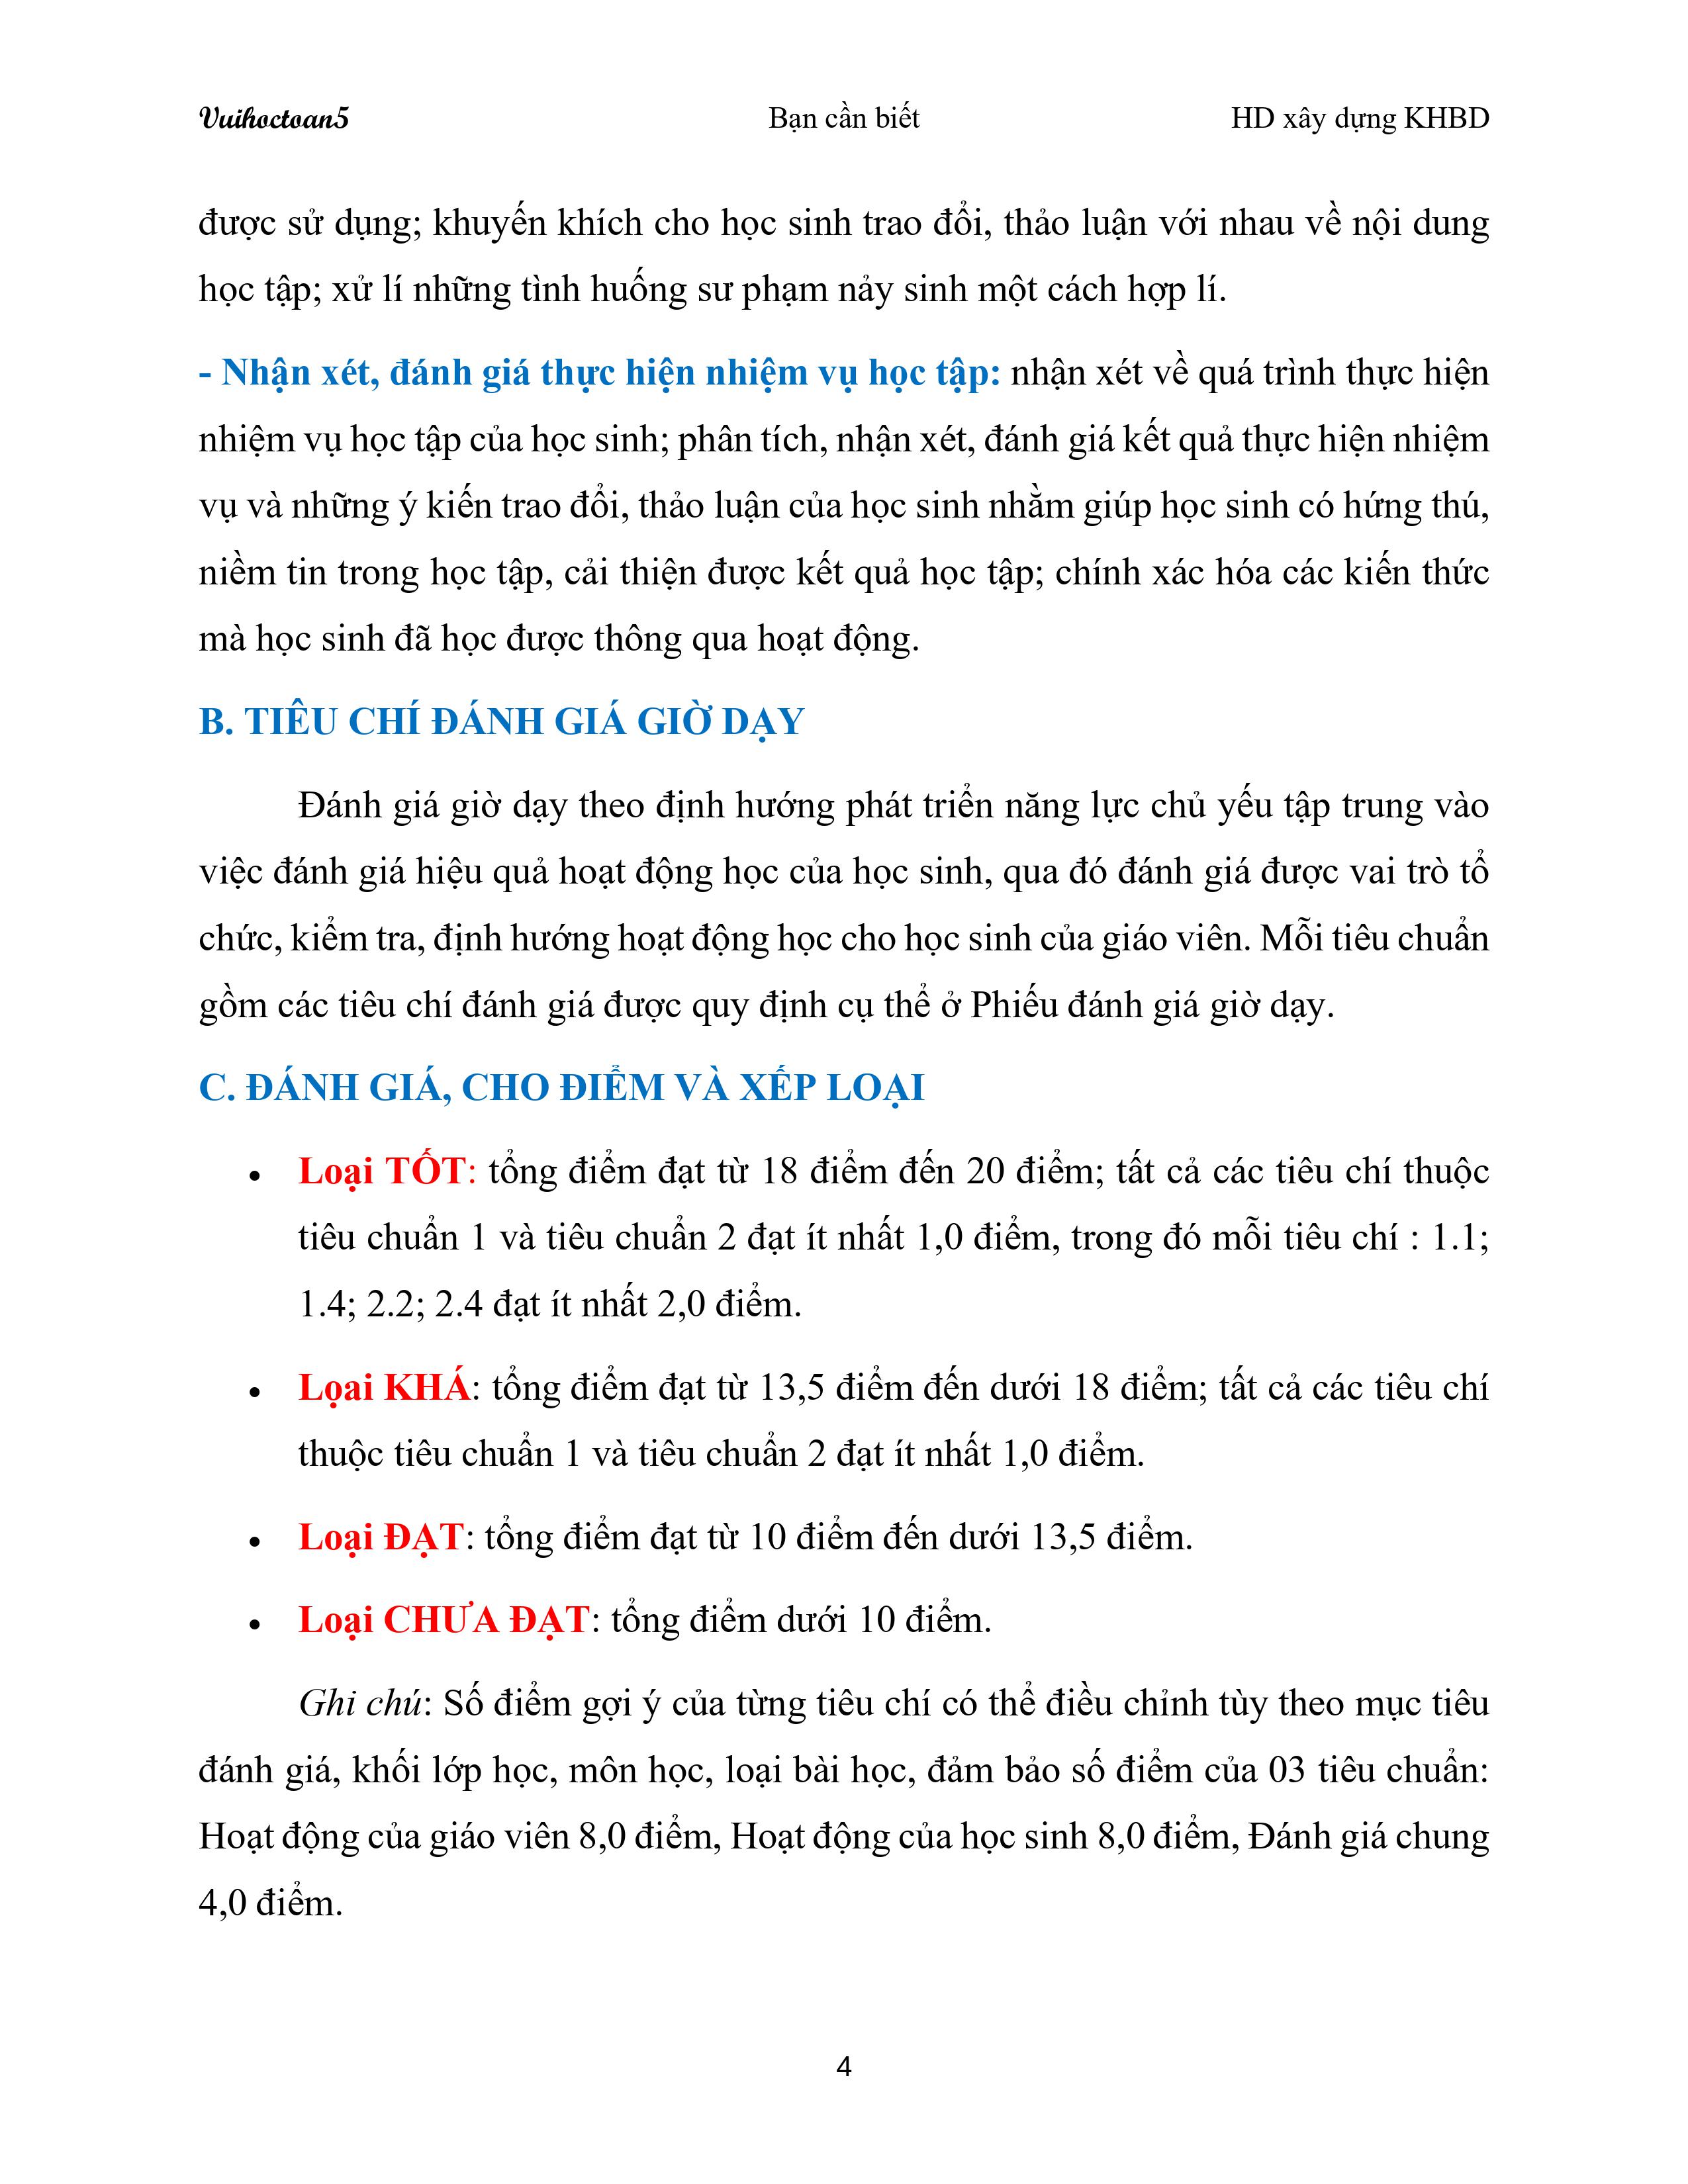 Vuihoctoan5 Bạn cần biết HD xây dựng KHBD
được sử dụng; khuyến khích cho học sinh trao đổi, thảo luận với nhau về nội dung
học tập; xử lí những tình huống sư phạm nảy sinh một cách hợp lí.
- Nhận xét, đánh giá thực hiện nhiệm vụ học tập: nhận xét về quá trình thực hiện
nhiệm vụ học tập của học sinh; phân tích, nhận xét, đánh giá kết quả thực hiện nhiệm
vụ và những ý kiến trao đổi, thảo luận của học sinh nhằm giúp học sinh có hứng thú,
niềm tin trong học tập, cải thiện được kết quả học tập; chính xác hóa các kiến thức
mà học sinh đã học được thông qua hoạt động.
B. TIÊU CHÍ ĐÁNH GIÁ GIỜ DẠY
Đánh giá giờ dạy theo định hướng phát triển năng lực chủ yếu tập trung vào
việc đánh giá hiệu quả hoạt động học của học sinh, qua đó đánh giá được vai trò tổ
chức, kiểm tra, định hướng hoạt động học cho học sinh của giáo viên. Mỗi tiêu chuẩn
gồm các tiêu chí đánh giá được quy định cụ thể ở Phiếu đánh giá giờ dạy.
C. ĐÁNH GIÁ, CHO ĐIỂM VÀ XẾP LOẠI
• Loại TỐT: tổng điểm đạt từ 18 điểm đến 20 điểm; tất cả các tiêu chí thuộc
tiêu chuẩn 1 và tiêu chuẩn 2 đạt ít nhất 1,0 điểm, trong đó mỗi tiêu chí : 1.1;
1.4; 2.2; 2.4 đạt ít nhất 2,0 điểm.
• Lọai KHÁ: tổng điểm đạt từ 13,5 điểm đến dưới 18 điểm; tất cả các tiêu chí
thuộc tiêu chuẩn 1 và tiêu chuẩn 2 đạt ít nhất 1,0 điểm.
• Loại ĐẠT: tổng điểm đạt từ 10 điểm đến dưới 13,5 điểm.
• Loại CHƯA ĐẠT: tổng điểm dưới 10 điểm.
Ghi chú: Số điểm gợi ý của từng tiêu chí có thể điều chỉnh tùy theo mục tiêu
đánh giá, khối lớp học, môn học, loại bài học, đảm bảo số điểm của 03 tiêu chuẩn:
Hoạt động của giáo viên 8,0 điểm, Hoạt động của học sinh 8,0 điểm, Đánh giá chung
4,0 điểm.
4